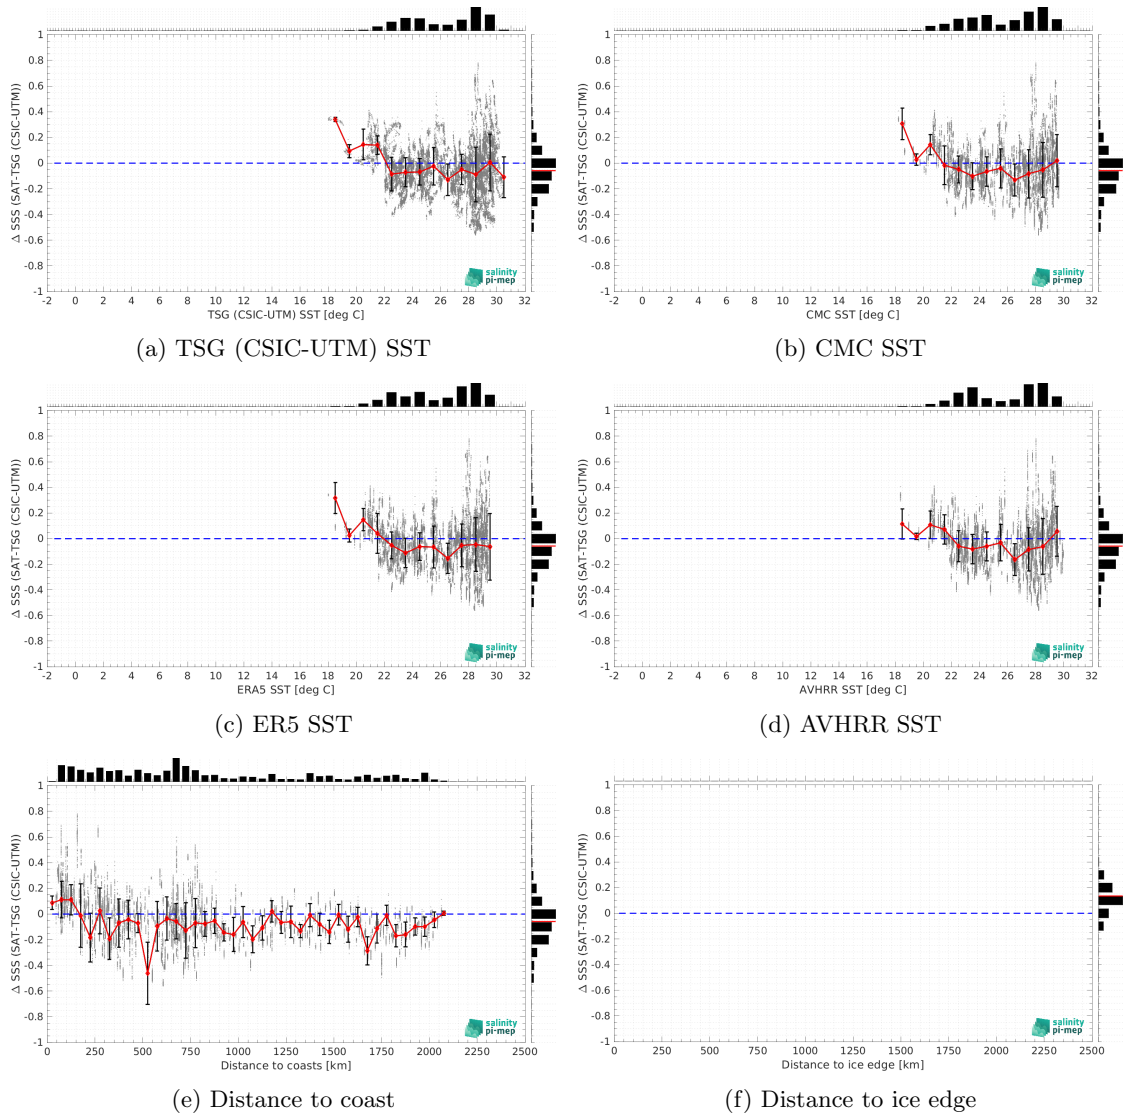 1
0.8
0.6
0.4
0.2
0
-0.2
-0.4
-0.6
-0.8
-1
Δ SSS (SAT-TSG (CSIC-UTM))
salinity
pi-mep
-2 0 2 4 6 8 10 12 14 16 18 20 22 24 26 28 30 32
TSG (CSIC-UTM) SST [deg C]
(a) TSG (CSIC-UTM) SST
1
0.8
0.6
0.4
0.2
0
-0.2
-0.4
-0.6
-0.8
-1
Δ SSS (SAT-TSG (CSIC-UTM))
salinity
pi-mep
-2 0 2 4 6 8 10 12 14 16 18 20 22 24 26 28 30 32
CMC SST [deg C]
(b) CMC SST
1
0.8
0.6
0.4
0.2
0
-0.2
-0.4
-0.6
-0.8
-1
Δ SSS (SAT-TSG (CSIC-UTM))
salinity
pi-mep
-2 0 2 4 6 8 10 12 14 16 18 20 22 24 26 28 30 32
ERA5 SST [deg C]
(c) ER5 SST
1
0.8
0.6
0.4
0.2
0
-0.2
-0.4
-0.6
-0.8
-1
Δ SSS (SAT-TSG (CSIC-UTM))
salinity
pi-mep
-2 0 2 4 6 8 10 12 14 16 18 20 22 24 26 28 30 32
AVHRR SST [deg C]
(d) AVHRR SST
1
0.8
0.6
0.4
0.2
0
-0.2
-0.4
-0.6
-0.8
-1
Δ SSS (SAT-TSG (CSIC-UTM))
salinity
pi-mep
0 250 500 750 1000 1250 1500 1750 2000 2250 2500
Distance to coasts [km]
(e) Distance to coast
1
0.8
0.6
0.4
0.2
0
-0.2
-0.4
-0.6
-0.8
-1
Δ SSS (SAT-TSG (CSIC-UTM))
salinity
pi-mep
0 250 500 750 1000 1250 1500 1750 2000 2250 2500
Distance to ice edge [km]
(f) Distance to ice edge